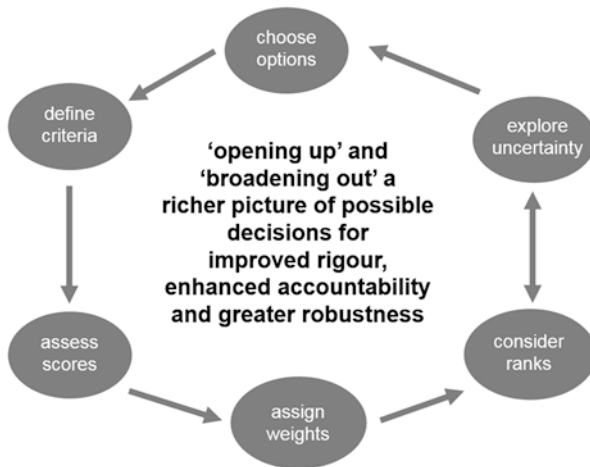 choose
options
define
criteria
explore
uncertainty
‘opening up’ and
‘broadening out’ a
richer picture of possible
decisions for
improved rigour,
enhanced accountability
and greater robustness
assess
scores
consider
ranks
assign
weights